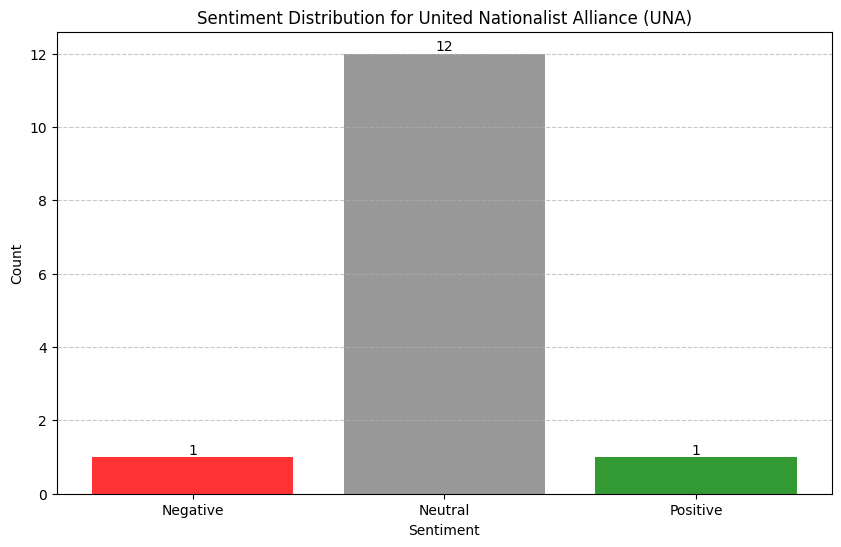 Sentiment Distribution for United Nationalist Alliance (UNA)
12
10
8
6
4
2
0
Count
1
12
1
Negative
Neutral
Positive
Sentiment